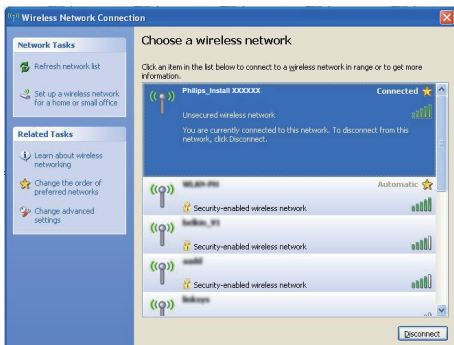 Wireless Network Connection
Network Tasks
Refresh network list
Set up a wireless network
for a home or small office
Related Tasks
Learn about wireless
networking
Change the order of
preferred networks
Change advanced
settings
Choose a wireless network
Click an item in the list below to connect to a wireless network in range or to get more
information.
Philips_Install XXXXXX
Connected
Unsecured wireless network
You are currently connected to this network. To disconnect from this
network, click Disconnect.
Automatic
Security-enabled wireless network
Security-enabled wireless network
Security-enabled wireless network
Disconnect